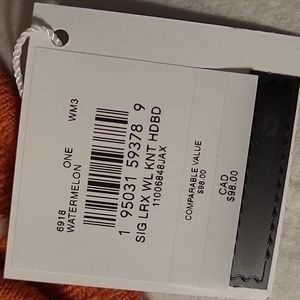 6918
WATERMELON ONE WM3
1 95031 59378 9
SIG LRX WL KNT HDBD
11006848JAX
COMPARABLE VALUE
$98.00
CAD
$98.00